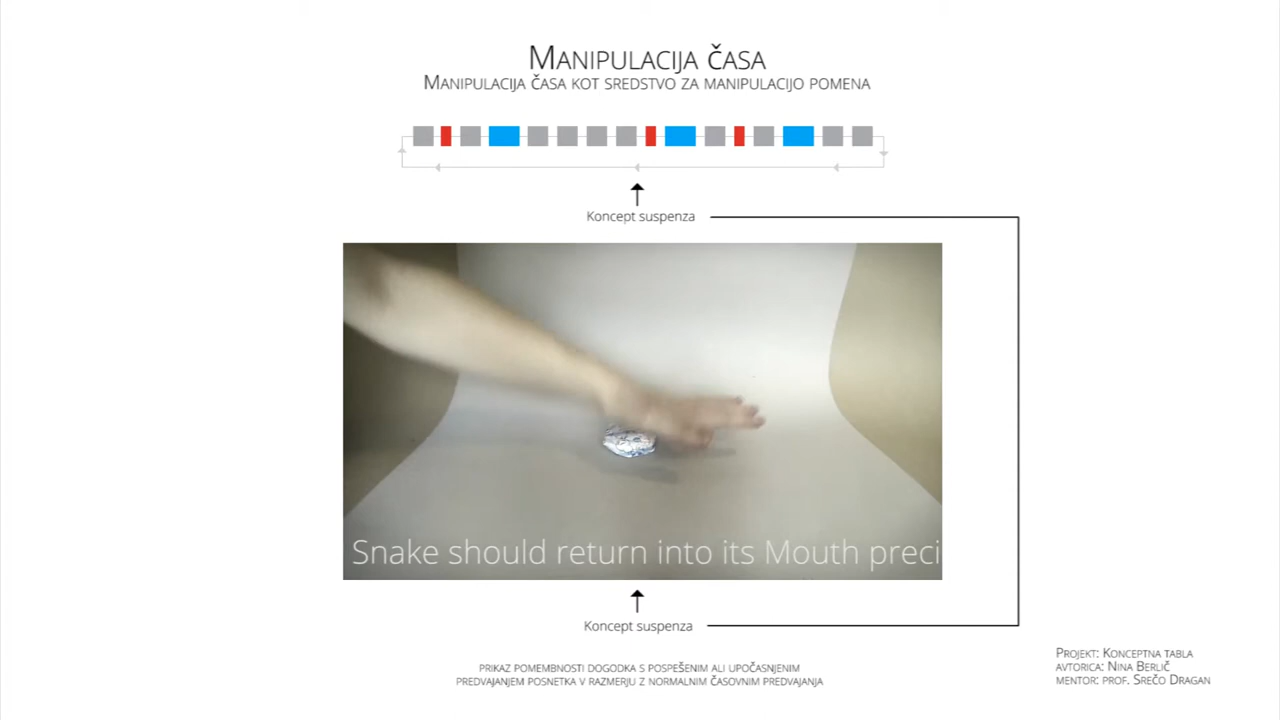 Manipulacija časa
Manipulacija časa kot sredstvo za manipulacijo pomena
Koncept suspenza
Snake should return into its Mouth preci
Koncept suspenza
prikaz pomembnosti dogodka s pospešenim ali upočasnjenim
predvajanjem posnetka v razmerju z normalnim časovnim predvajanja
Projekt: Konceptna tabla
avtorica: Nina Berlič
mentor: prof. Srečo Dragan